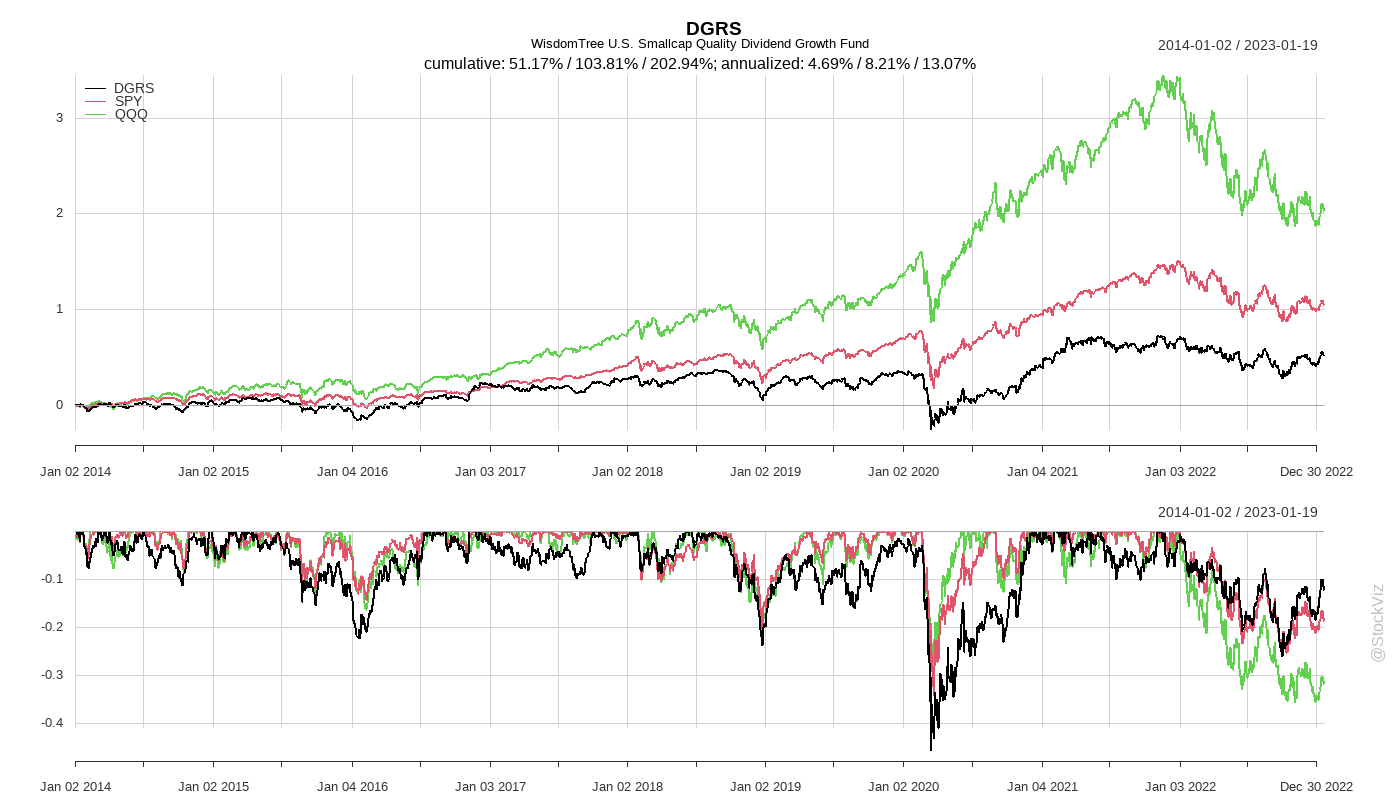 DGRS
WisdomTree U.S. Smallcap Quality Dividend Growth Fund
2014-01-02 / 2023-01-19
cumulative: 51.17% / 103.81% / 202.94%; annualized: 4.69% / 8.21% / 13.07%
DGRS
SPY
QQQ
3
2
1
0
Jan 02 2014 Jan 02 2015 Jan 04 2016 Jan 03 2017 Jan 02 2018 Jan 02 2019 Jan 02 2020 Jan 04 2021 Jan 03 2022 Dec 30 2022
2014-01-02 / 2023-01-19
-0.1
-0.2
-0.3
-0.4
Jan 02 2014 Jan 02 2015 Jan 04 2016 Jan 03 2017 Jan 02 2018 Jan 02 2019 Jan 02 2020 Jan 04 2021 Jan 03 2022 Dec 30 2022
@StockViz